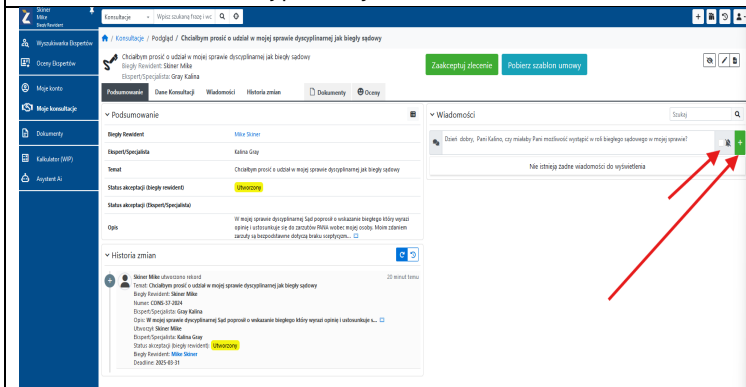 Skiner
Mike
Biegły Rewident
Konsultacje
Wpisz szukaną frazę i wc
Wyszukiwarka Ekspertów
Oceny Ekspertów
Moje konto
Moje konsultacje
Dokumenty
Kalkulator (WIP)
Asystent Ai
/ Konsultacje / Podgląd / Chciałbym prosić o udział w mojej sprawie dyscyplinarnej jak biegły sądowy
Chciałbym prosić o udział w mojej sprawie dyscyplinarnej jak biegły sądowy
Biegły Rewident: Skiner Mike
Ekspert/Specjalista: Gray Kalina
Zaakceptuj zlecenie
Pobierz szablon umowy
Podsumowanie Dane Konsultacji Wiadomości Historia zmian Dokumenty Oceny
Podsumowanie
Biegły Rewident Mike Skiner
Ekspert/Specjalista Kalina Gray
Temat Chciałbym prosić o udział w mojej sprawie dyscyplinarnej jak biegły sądowy
Status akceptacji (biegły rewident) Utworzony
Status akceptacji (Ekspert/Specjalista)
Opis W mojej sprawie dyscyplinarnej Sąd poprosił o wskazanie biegłego który wyrazi
opinię i ustosunkuje się do zarzutów PANA wobec mojej osoby. Moim zdaniem
zarzuty są bezpodstawne dotyczą braku sceptycyzm...
Historia zmian
Skiner Mike utworzono rekord 20 minut temu
Temat: Chciałbym prosić o udział w mojej sprawie dyscyplinarnej jak biegły sądowy
Biegły Rewident: Skiner Mike
Numer: CONS-37-2024
Ekspert/Specjalista: Gray Kalina
Opis: W mojej sprawie dyscyplinarnej Sąd poprosił o wskazanie biegłego który wyrazi opinię i ustosunkuje s...
Utworzył: Skiner Mike
Ekspert/Specjalista: Kalina Gray
Status akceptacji (biegły rewident): Utworzony
Biegły Rewident: Mike Skiner
Deadline: 2025-03-31
Wiadomości
Szukaj
Dzień dobry, Pani Kalino, czy miałaby Pani możliwość wystąpić w roli biegłego sądowego w mojej sprawie?
Nie istnieją żadne wiadomości do wyświetlenia